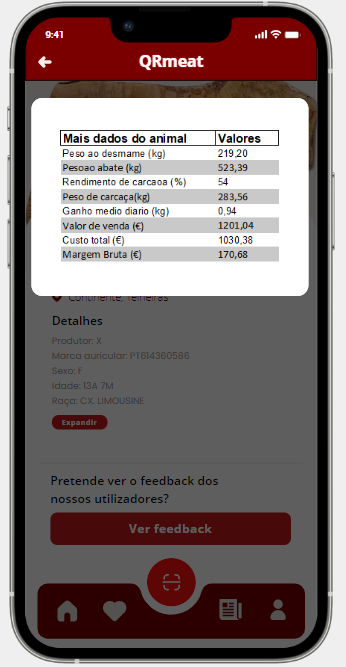 9:41
QRmeat
Mais dados do animal Valores
Peso ao desmame (kg) 219,20
Pesoao abate (kg) 523,39
Rendimento de carcaoa (%) 54
Peso de carcaça(kg) 283,56
Ganho medio diario (kg) 0,94
Valor de venda (€) 1201,04
Custo total (€) 1030,38
Margem Bruta (€) 170,68
Continente, Telheiras
Detalhes
Produtor: X
Marca auricular: PT614360586
Sexo: F
Idade: 13A 7M
Raça: CX. LIMOUSINE
Expandir
Pretende ver o feedback dos
nossos utilizadores?
Ver feedback